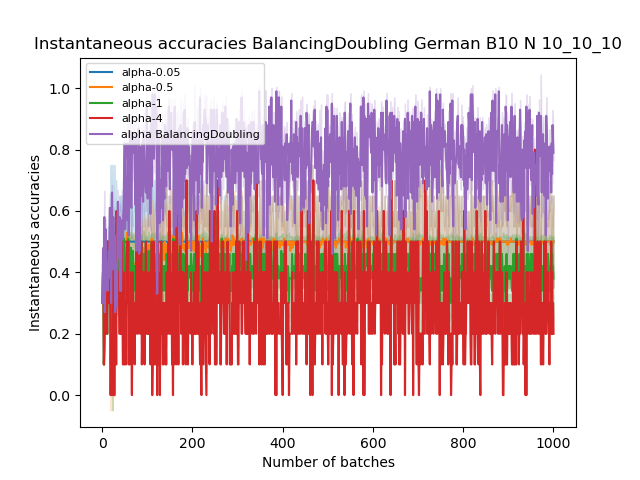 Instantaneous accuracies BalancingDoubling German B10 N 10_10_10
alpha-0.05
alpha-0.5
alpha-1
alpha-4
alpha BalancingDoubling
1.0
0.8
0.6
0.4
0.2
0.0
Instantaneous accuracies
0
200
400
600
800
1000
Number of batches